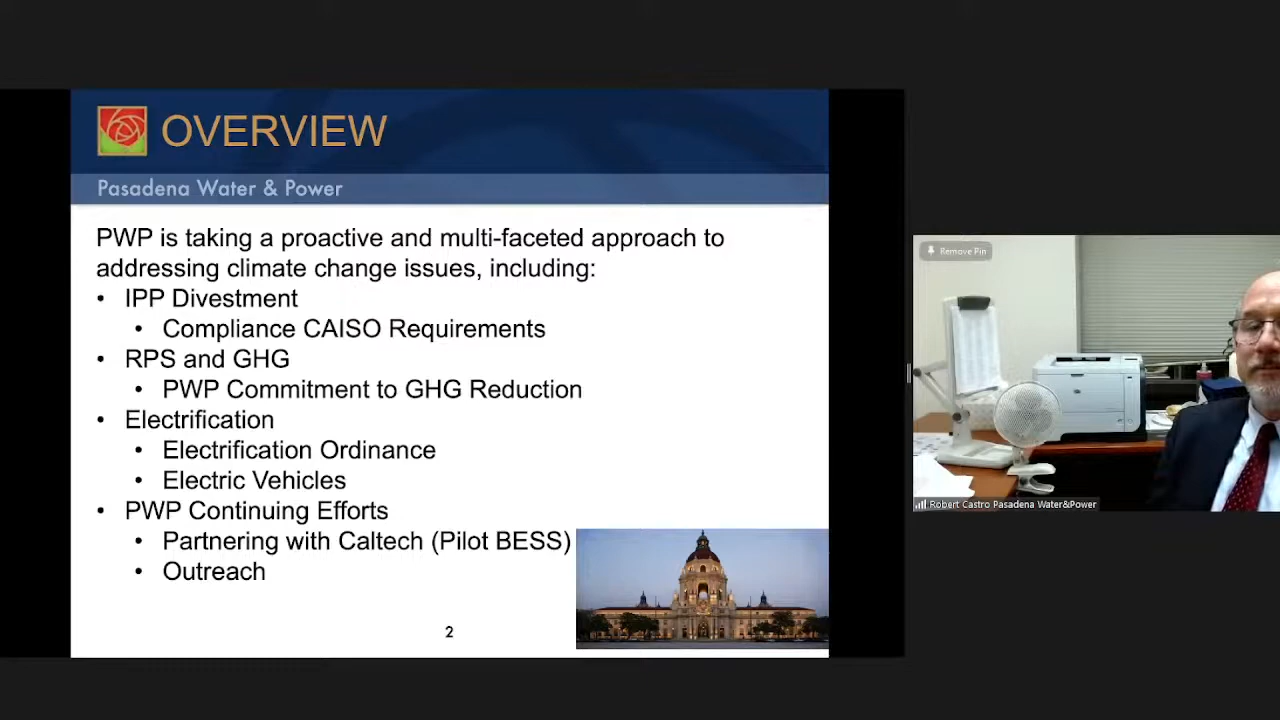 OVERVIEW
Pasadena Water & Power
PWP is taking a proactive and multi-faceted approach to
addressing climate change issues, including:
• IPP Divestment
• Compliance CAISO Requirements
• RPS and GHG
• PWP Commitment to GHG Reduction
• Electrification
• Electrification Ordinance
• Electric Vehicles
• PWP Continuing Efforts
• Partnering with Caltech (Pilot BESS)
• Outreach
2
Remove Pin
Robert Castro Pasadena Water&Power